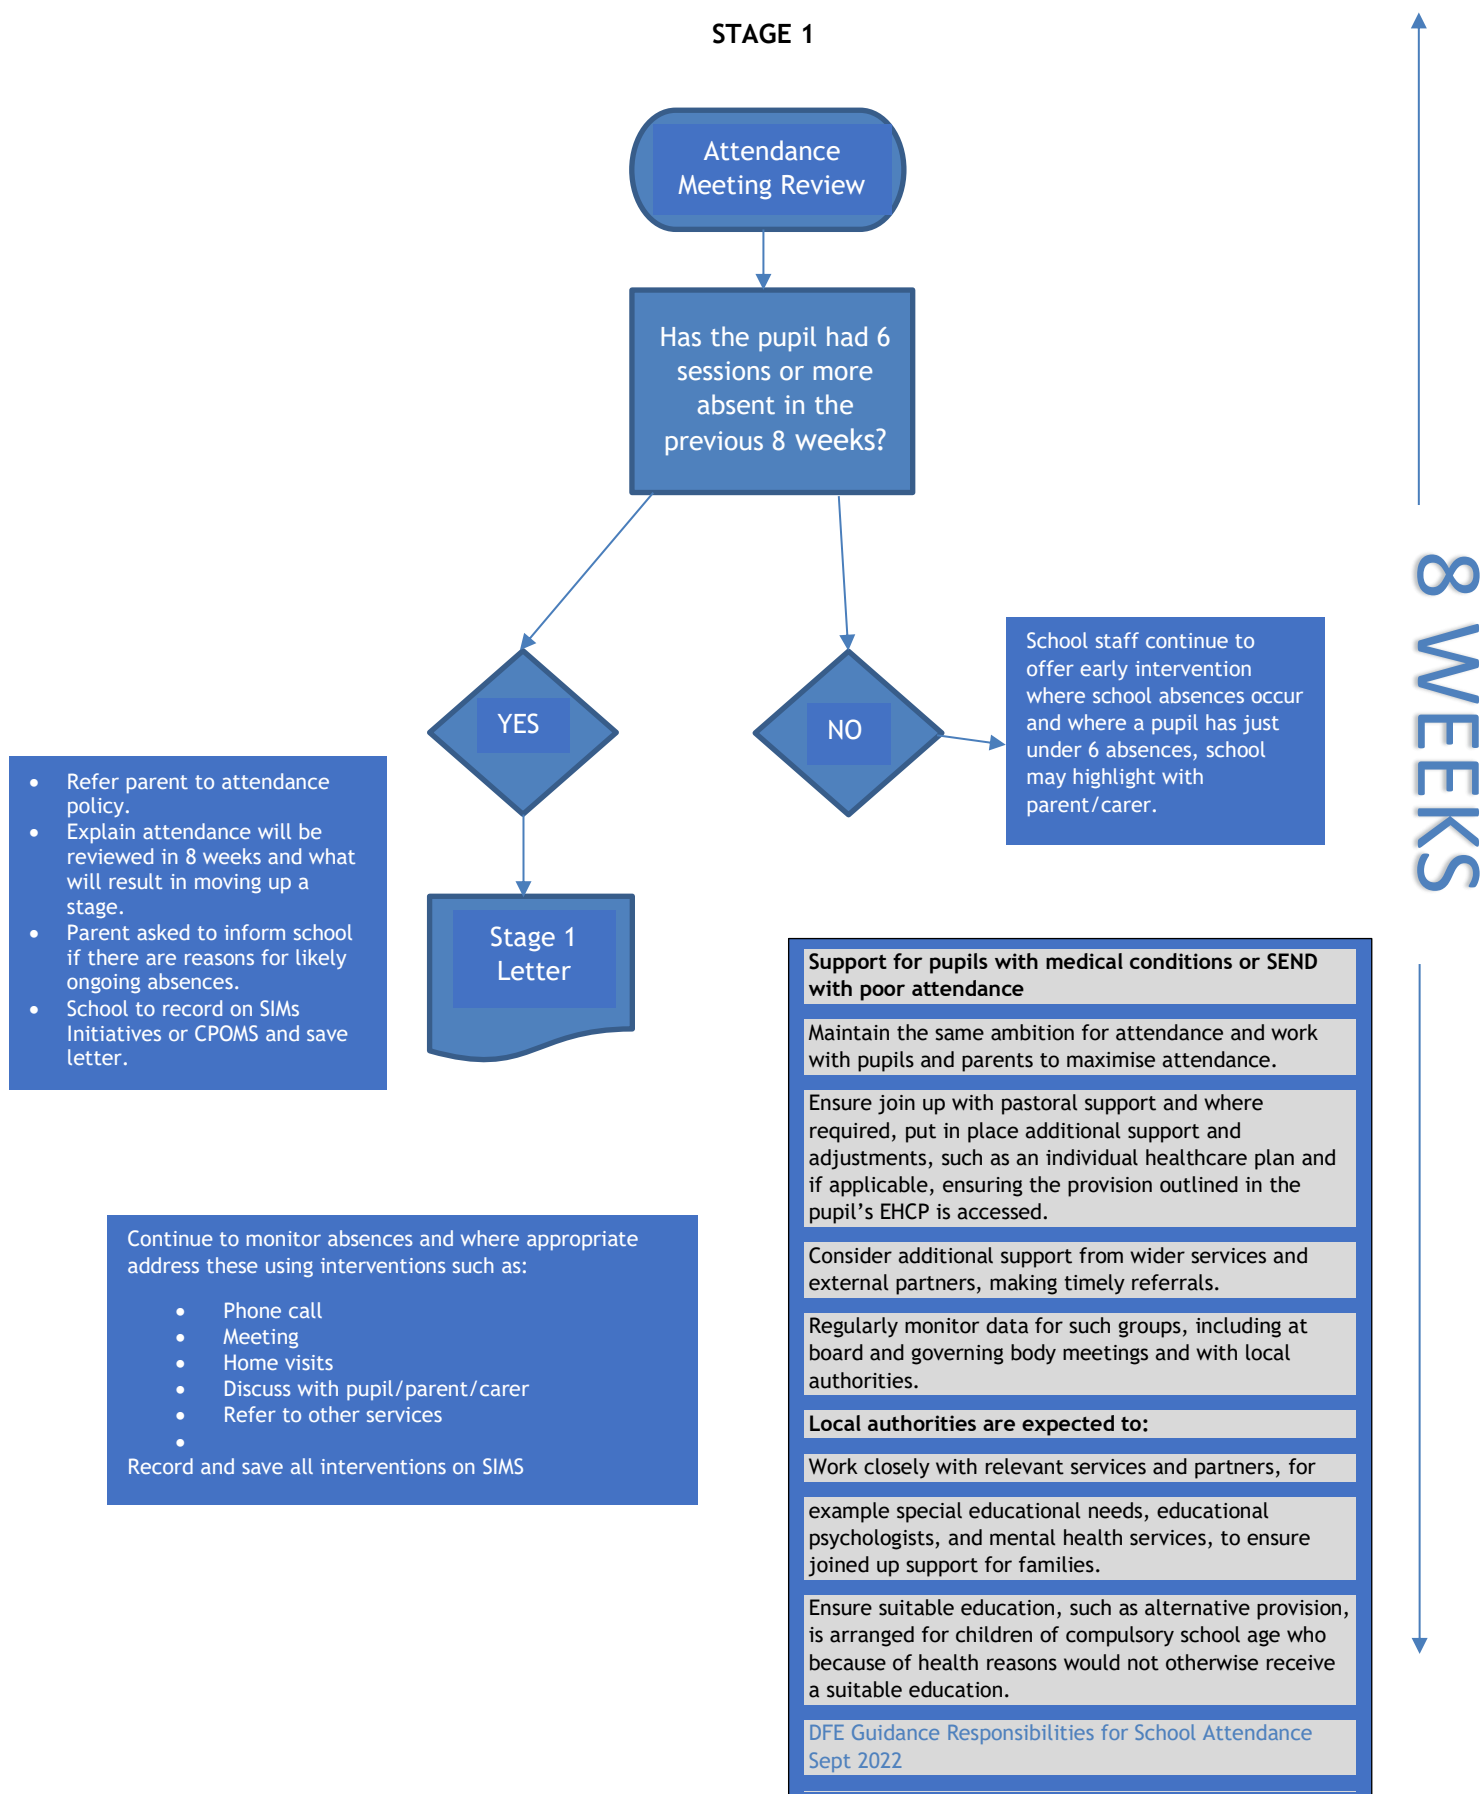 STAGE 1
Attendance
Meeting Review
Has the pupil had 6
sessions or more
absent in the
previous 8 weeks?
YES
NO
School staff continue to
offer early intervention
where school absences occur
and where a pupil has just
under 6 absences, school
may highlight with
parent/carer.
8 WEEKS
• Refer parent to attendance
policy.
• Explain attendance will be
reviewed in 8 weeks and what
will result in moving up a
stage.
• Parent asked to inform school
if there are reasons for likely
ongoing absences.
• School to record on SIMs
Initiatives or CPOMS and save
letter.
Stage 1
Letter
Continue to monitor absences and where appropriate
address these using interventions such as:
• Phone call
• Meeting
• Home visits
• Discuss with pupil/parent/carer
• Refer to other services
•
Record and save all interventions on SIMS
Support for pupils with medical conditions or SEND
with poor attendance
Maintain the same ambition for attendance and work
with pupils and parents to maximise attendance.
Ensure join up with pastoral support and where
required, put in place additional support and
adjustments, such as an individual healthcare plan and
if applicable, ensuring the provision outlined in the
pupil’s EHCP is accessed.
Consider additional support from wider services and
external partners, making timely referrals.
Regularly monitor data for such groups, including at
board and governing body meetings and with local
authorities.
Local authorities are expected to:
Work closely with relevant services and partners, for
example special educational needs, educational
psychologists, and mental health services, to ensure
joined up support for families.
Ensure suitable education, such as alternative provision,
is arranged for children of compulsory school age who
because of health reasons would not otherwise receive
a suitable education.
DFE Guidance Responsibilities for School Attendance
Sept 2022